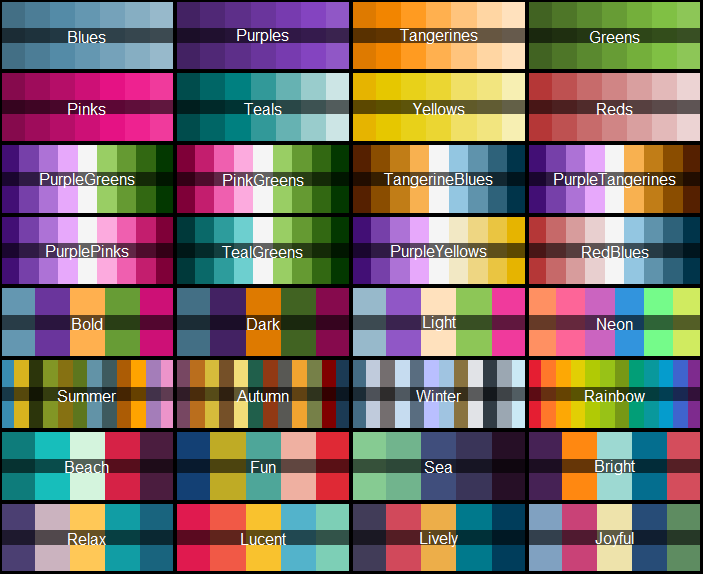 Blues
Purples
Tangerines
Greens
Pinks
Teals
Yellows
Reds
PurpleGreens
PinkGreens
TangerineBlues
PurpleTangerines
PurplePinks
TealGreens
PurpleYellows
RedBlues
Bold
Dark
Light
Neon
Summer
Autumn
Winter
Rainbow
Beach
Fun
Sea
Bright
Relax
Lucent
Lively
Joyful